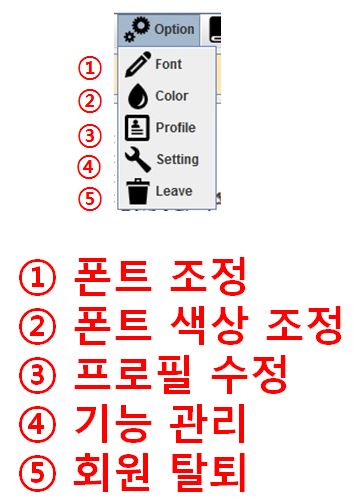 Option
① Font
② Color
③ Profile
④ Setting
⑤ Leave
① 폰트 조정
② 폰트 색상 조정
③ 프로필 수정
④ 기능 관리
⑤ 회원 탈퇴